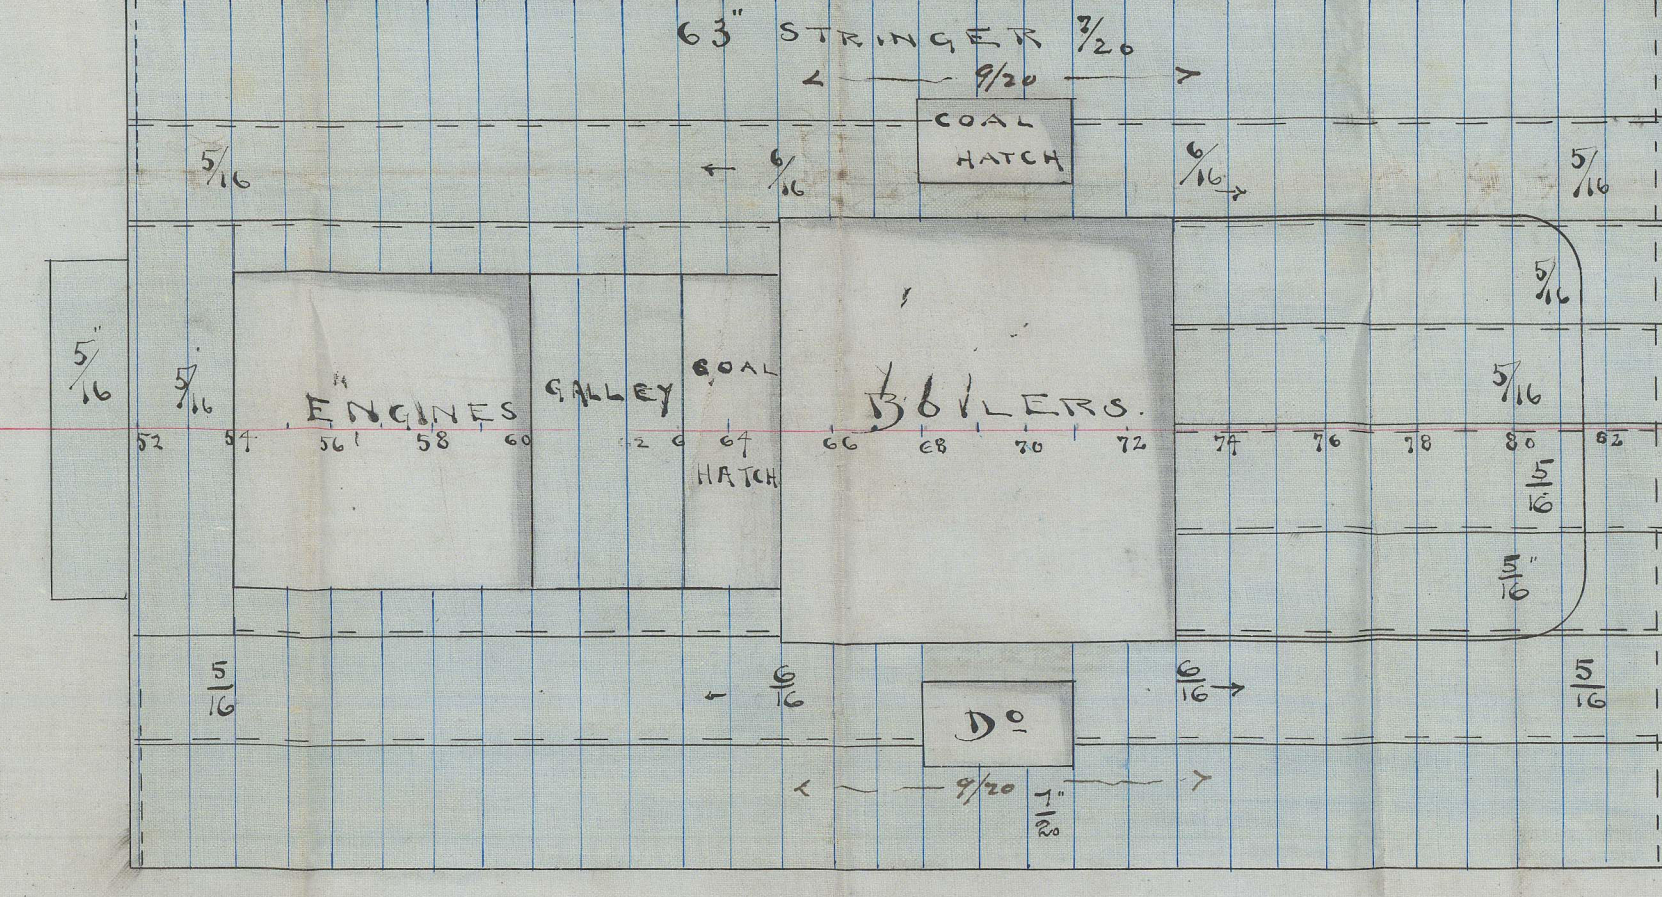 63" STRINGER 7/20
< — 9/20 — >
COAL
HATCH
5/16
← 6/16
6/16 →
5/16
5/16
5/16"
5/16
5/16
ENGINES
GALLEY
COAL
HATCH
BOILERS.
52 54 56 58 60 62 64 66 68 70 72 74 76 78 80 82
5/16
5/16"
5/16
← 6/16
6/16 →
5/16
Do
< — 9/20 — >
7"/20